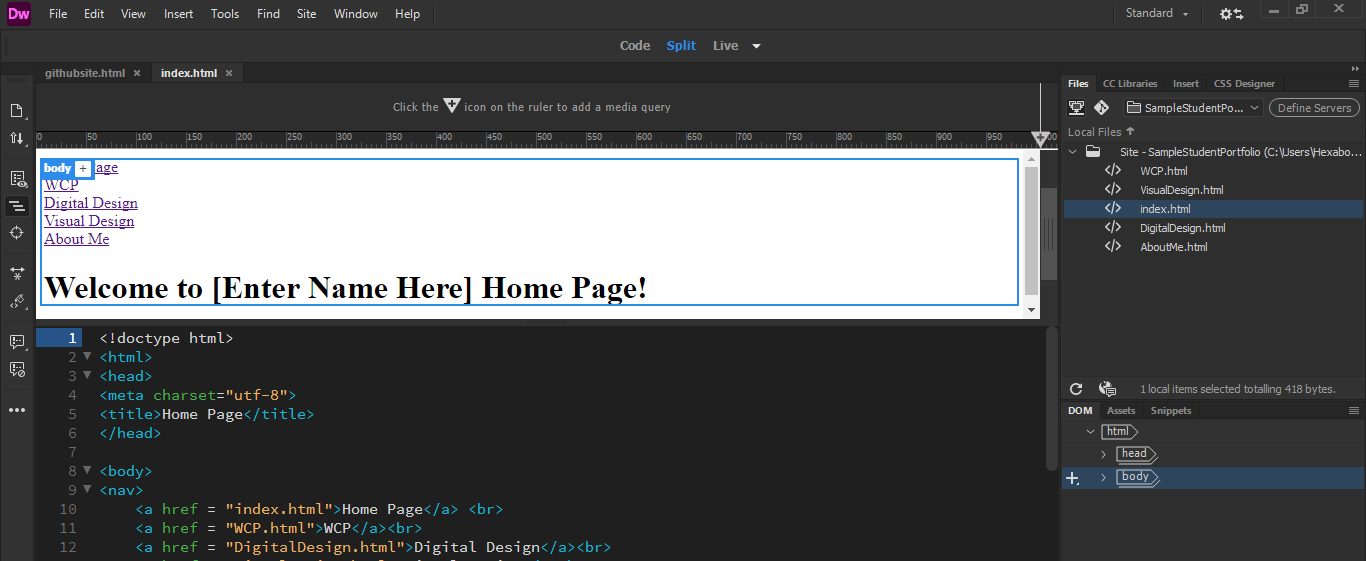 Dw File Edit View Insert Tools Find Site Window Help Standard
Code Split Live
githubsite.html index.html
Click the icon on the ruler to add a media query
0 50 100 150 200 250 300 350 400 450 500 550 600 650 700 750 800 850 900 950
body + age
WCP
Digital Design
Visual Design
About Me
Welcome to [Enter Name Here] Home Page!
1 <!doctype html>
2 <html>
3 <head>
4 <meta charset="utf-8">
5 <title>Home Page</title>
6 </head>
7
8 <body>
9 <nav>
10 <a href = "index.html">Home Page</a> <br>
11 <a href = "WCP.html">WCP</a><br>
12 <a href = "DigitalDesign.html">Digital Design</a><br>
Files CC Libraries Insert CSS Designer
SampleStudentPo... Define Servers
Local Files
Site - SampleStudentPortfolio (C:\Users\Hexabo...
WCP.html
VisualDesign.html
index.html
DigitalDesign.html
AboutMe.html
1 local items selected totalling 418 bytes.
DOM Assets Snippets
html
head
body